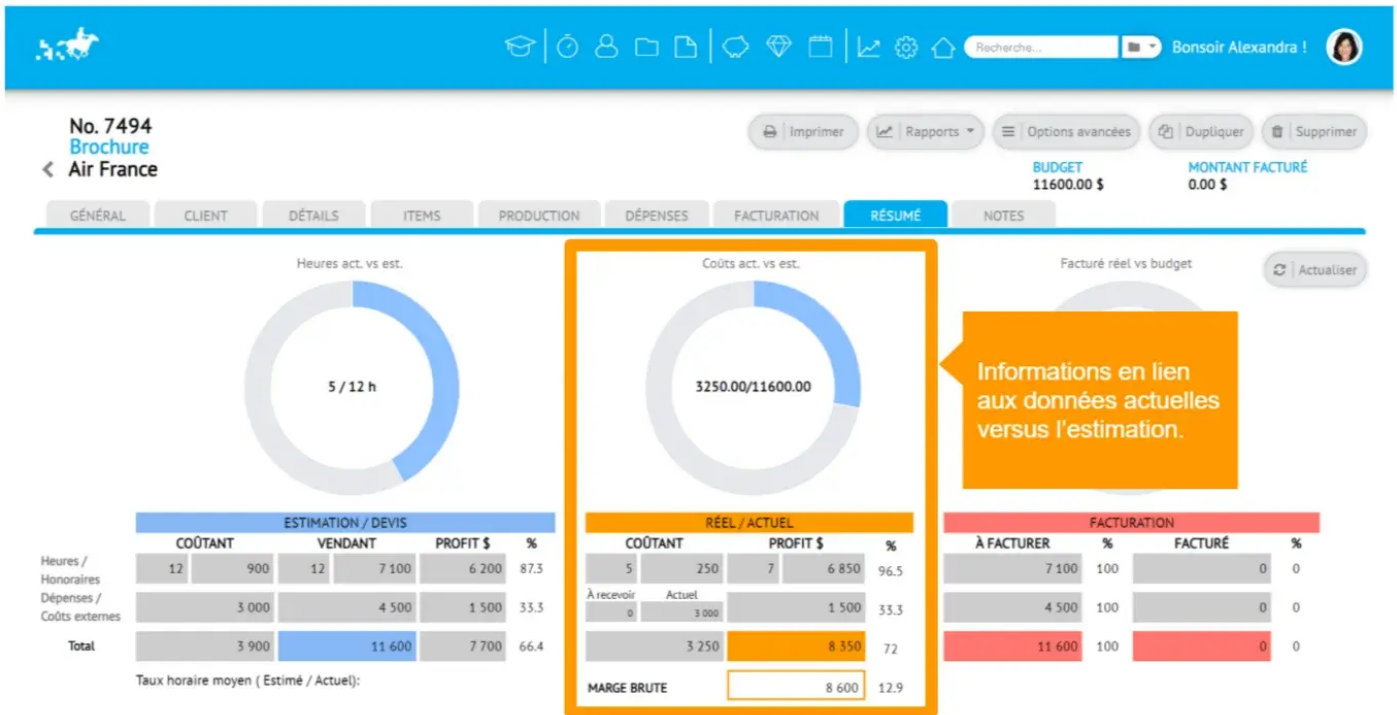 Recherche...
Bonsoir Alexandra !
No. 7494
Brochure
Air France
Imprimer
Rapports
Options avancées
Dupliquer
Supprimer
BUDGET MONTANT FACTURÉ
11600.00 $ 0.00 $
GÉNÉRAL CLIENT DÉTAILS ITEMS PRODUCTION DÉPENSES FACTURATION RÉSUMÉ NOTES
Heures act. vs est. Coûts act. vs est. Facturé réel vs budget
Actualiser
5 / 12 h
3250.00/11600.00
Informations en lien
aux données actuelles
versus l'estimation.
ESTIMATION / DEVIS RÉEL / ACTUEL FACTURATION
COÛTANT VENDANT PROFIT $ % COÛTANT PROFIT $ % À FACTURER % FACTURÉ %
Heures /
Honoraires
12 900 12 7 100 6 200 87.3 5 250 7 6 850 96.5 7 100 100 0 0
Dépenses /
Coûts externes
À recevoir Actuel
3 000 4 500 1 500 33.3 0 3 000 1 500 33.3 4 500 100 0 0
Total 3 900 11 600 7 700 66.4 3 250 8 350 72 11 600 100 0 0
Taux horaire moyen ( Estimé / Actuel):
MARGE BRUTE 8 600 12.9